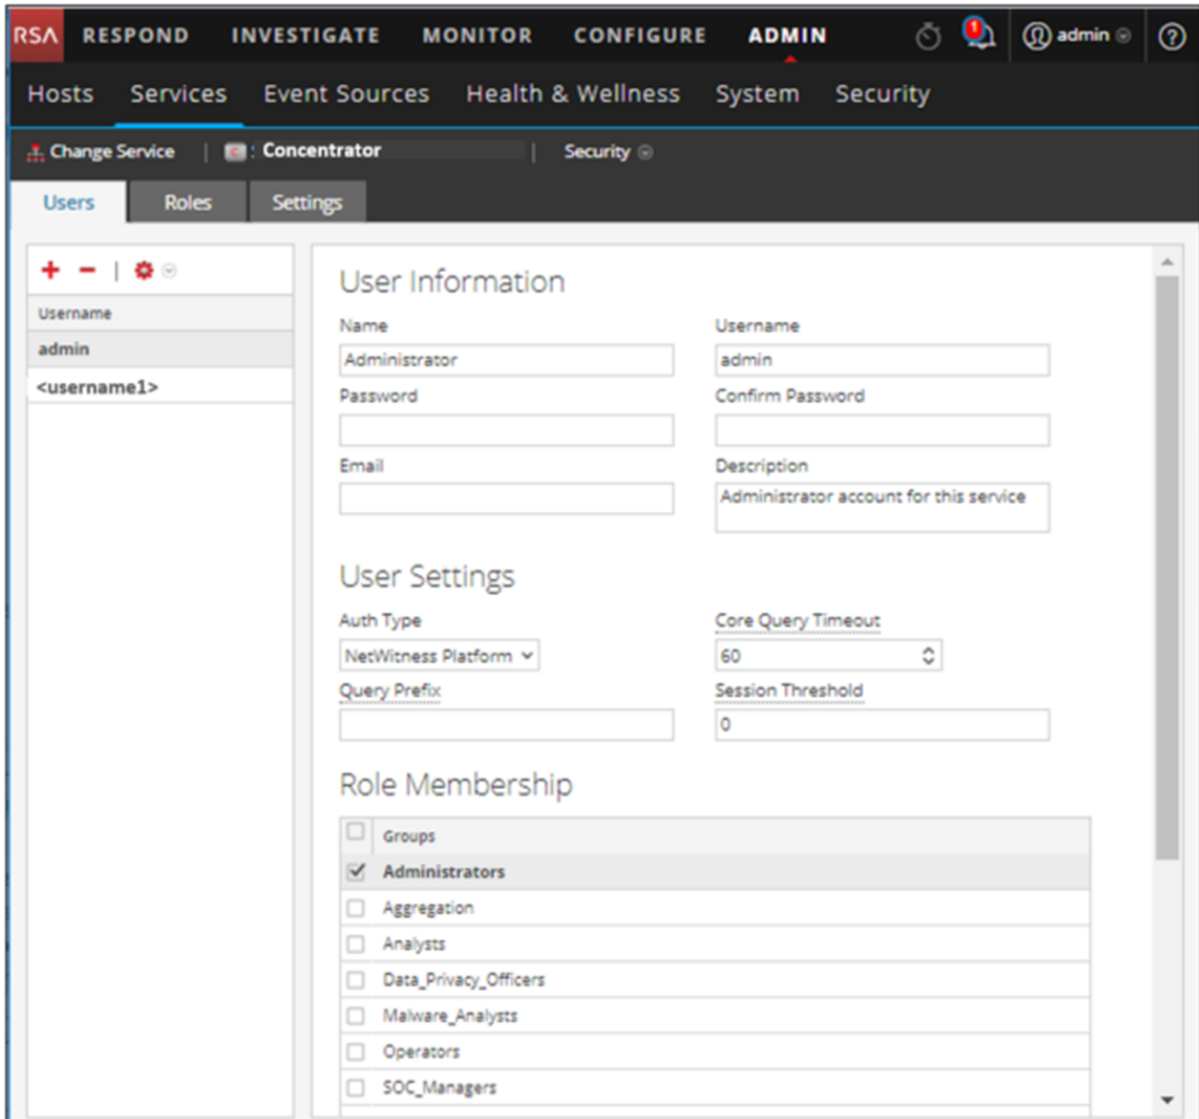 RSA RESPOND INVESTIGATE MONITOR CONFIGURE ADMIN 1 admin ?
Hosts Services Event Sources Health & Wellness System Security
Change Service | C : Concentrator | Security
Users Roles Settings
+ - |
Username
admin
<username1>
User Information
Name Username
Administrator admin
Password Confirm Password
Email Description
Administrator account for this service
User Settings
Auth Type Core Query Timeout
NetWitness Platform 60
Query Prefix Session Threshold
0
Role Membership
Groups
Administrators
Aggregation
Analysts
Data_Privacy_Officers
Malware_Analysts
Operators
SOC_Managers